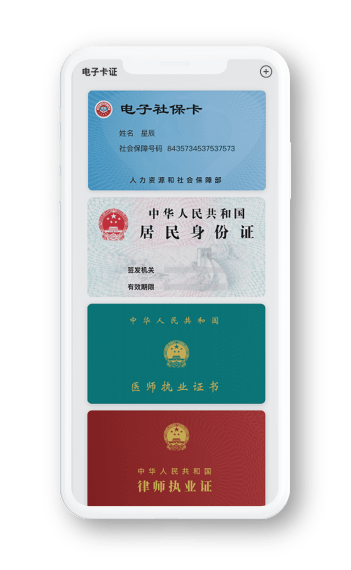 电子卡证
电子社保卡
姓名 星辰
社会保障号码 8435734537537573
人力资源和社会保障部
中华人民共和国
居民身份证
签发机关
有效期限
中华人民共和国
医师执业证书
中华人民共和国
律师执业证